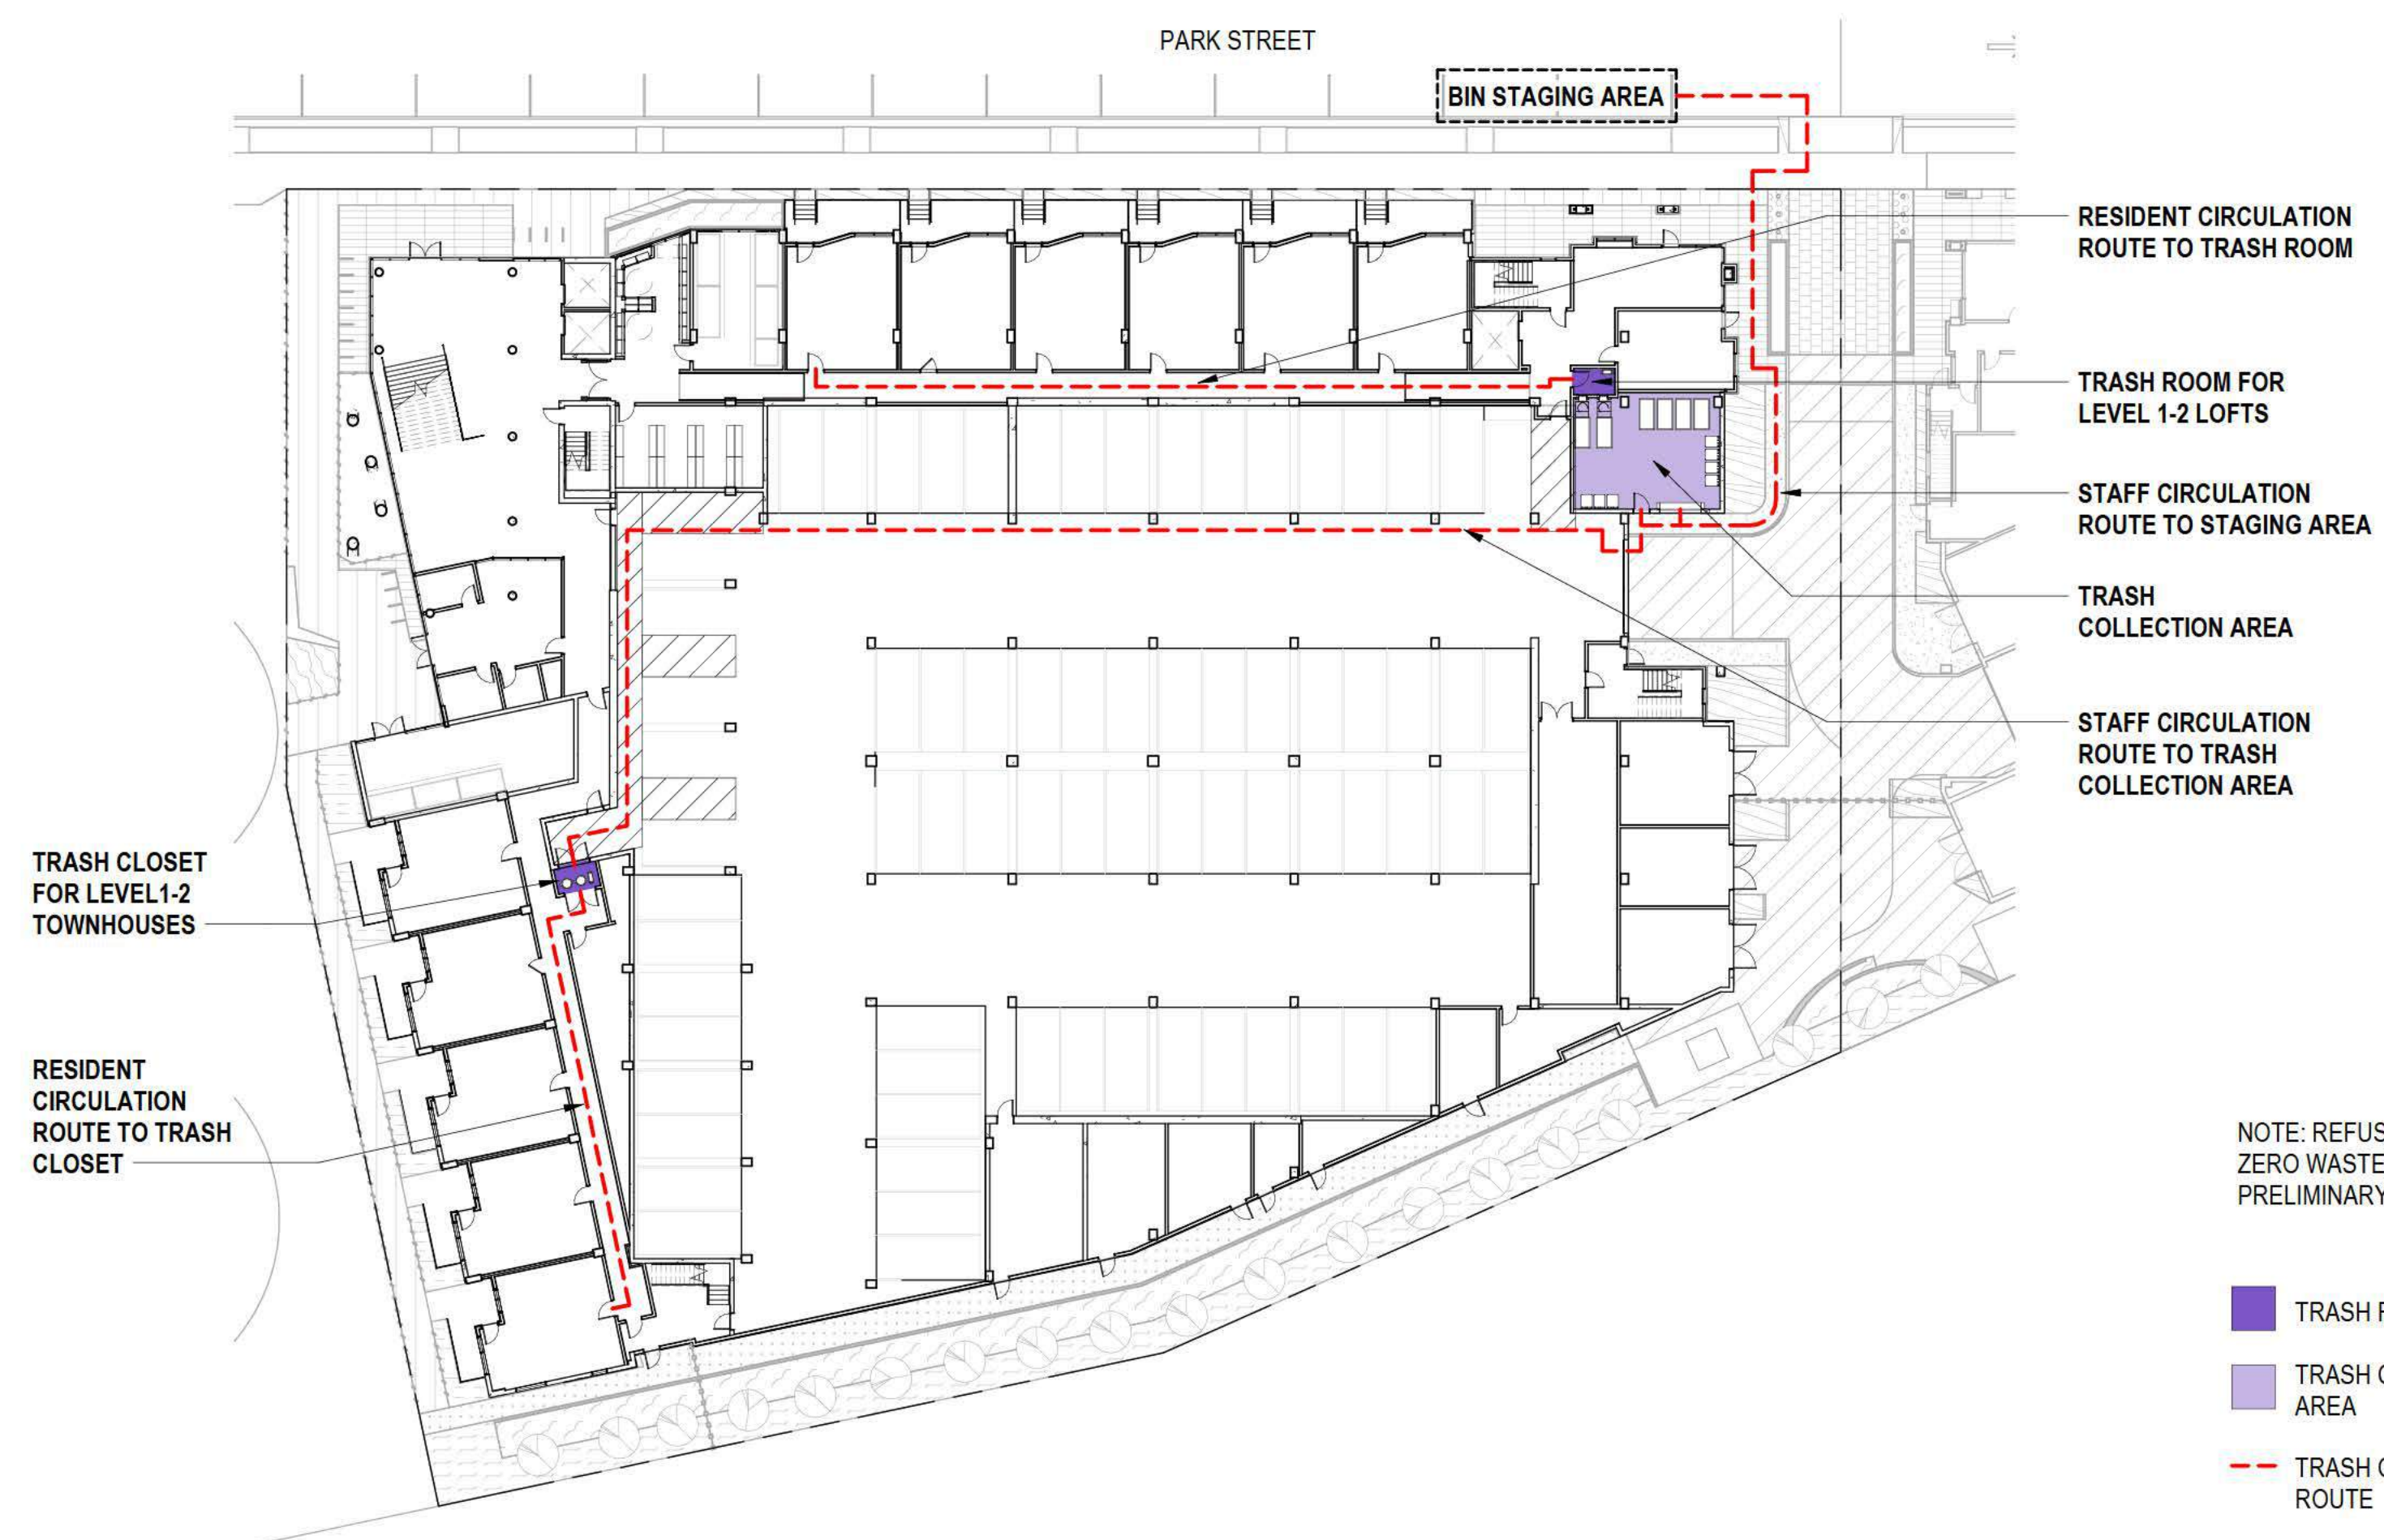 PARK STREET
BIN STAGING AREA
RESIDENT CIRCULATION
ROUTE TO TRASH ROOM
TRASH ROOM FOR
LEVEL 1-2 LOFTS
STAFF CIRCULATION
ROUTE TO STAGING AREA
TRASH
COLLECTION AREA
STAFF CIRCULATION
ROUTE TO TRASH
COLLECTION AREA
TRASH CLOSET
FOR LEVEL1-2
TOWNHOUSES
RESIDENT
CIRCULATION
ROUTE TO TRASH
CLOSET
NOTE: REFUS
ZERO WASTE
PRELIMINARY
TRASH
TRASH
AREA
TRASH
ROUTE